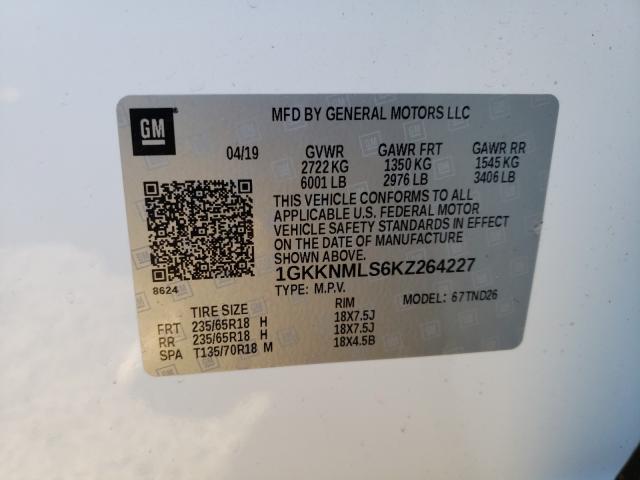 GM
MFD BY GENERAL MOTORS LLC
04/19 GVWR GAWR FRT GAWR RR
2722 KG 1350 KG 1545 KG
6001 LB 2976 LB 3406 LB
THIS VEHICLE CONFORMS TO ALL
APPLICABLE U.S. FEDERAL MOTOR
VEHICLE SAFETY STANDARDS IN EFFECT
ON THE DATE OF MANUFACTURE
SHOWN ABOVE.
1GKKNMLS6KZ264227
8624
TYPE: M.P.V. MODEL: 67TND26
TIRE SIZE RIM
FRT 235/65R18 H 18X7.5J
RR 235/65R18 H 18X7.5J
SPA T135/70R18 M 18X4.5B